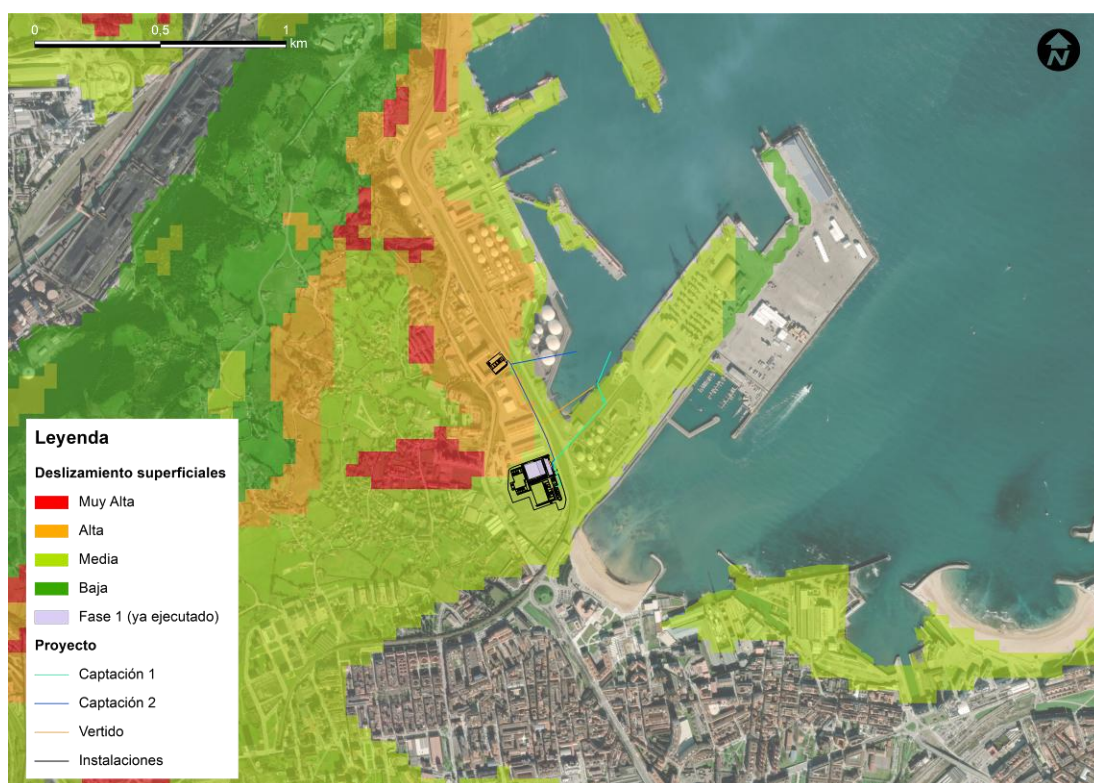 0 0,5 1
km
N
Leyenda
Deslizamiento superficiales
Muy Alta
Alta
Media
Baja
Fase 1 (ya ejecutado)
Proyecto
Captación 1
Captación 2
Vertido
Instalaciones